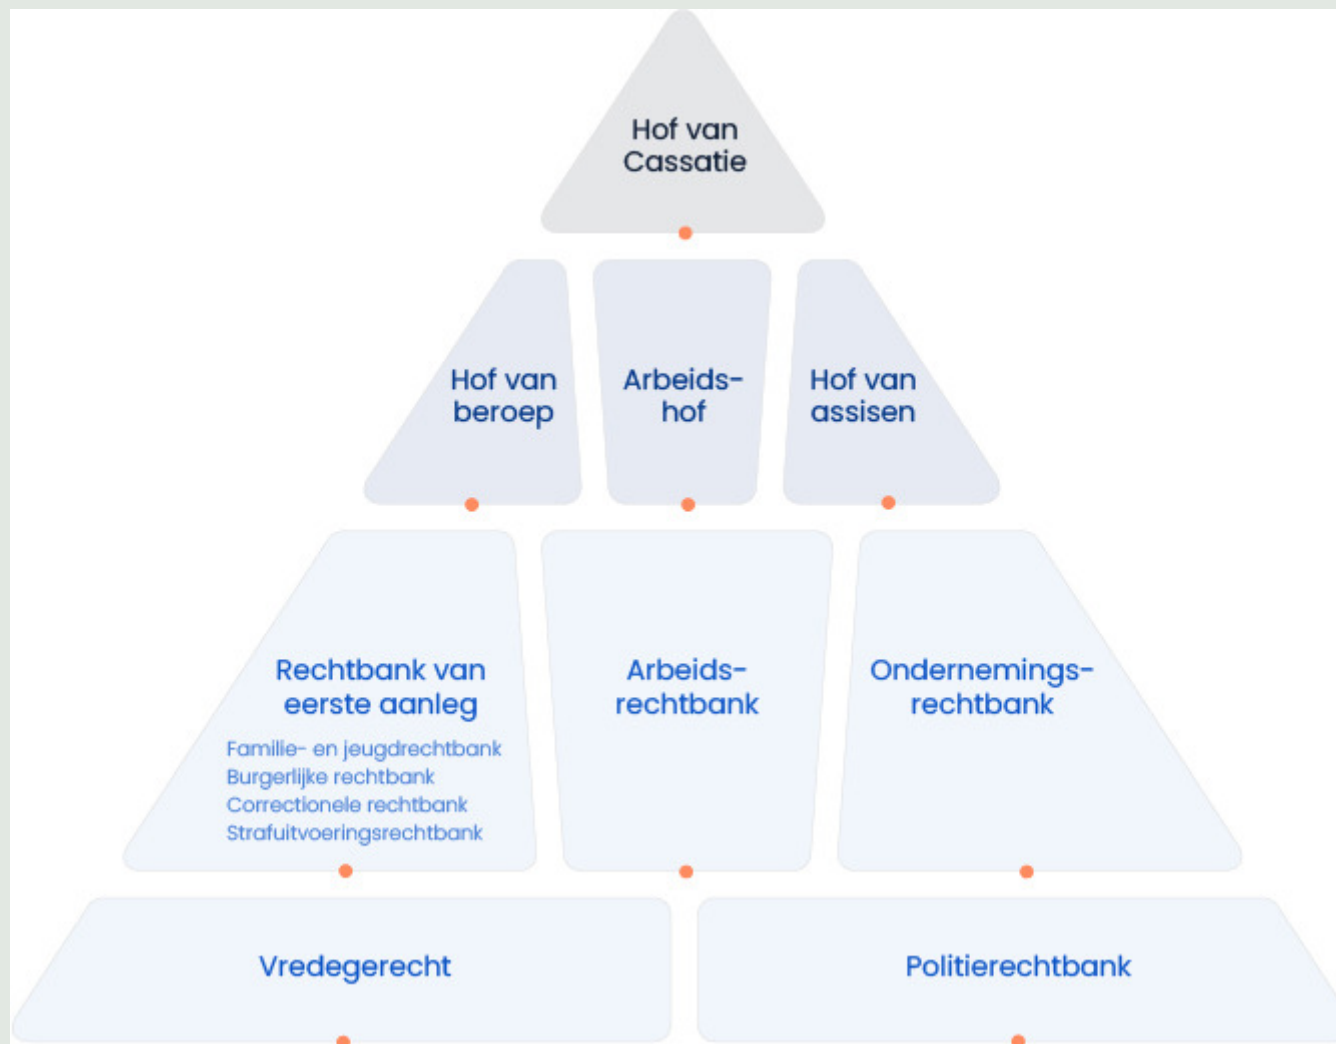 Hof van
Cassatie
Hof van
beroep
Arbeids-
hof
Hof van
assisen
Rechtbank van
eerste aanleg
Familie- en jeugdrechtbank
Burgerlijke rechtbank
Correctionele rechtbank
Strafuitvoeringsrechtbank
Arbeids-
rechtbank
Ondernemings-
rechtbank
Vredegerecht
Politierechtbank